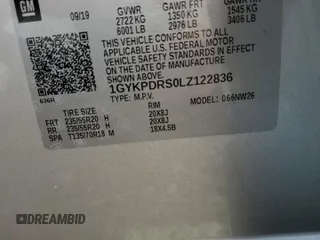 GM
09/19
GVWR GAWR FRT GAWR RR
2722 KG 1350 KG 1545 KG
6001 LB 2976 LB 3406 LB
THIS VEHICLE CONFORMS TO ALL APPLICABLE U.S. FEDERAL MOTOR
VEHICLE SAFETY
STANDARDS IN EFFECT ON THE DATE OF
MANUFACTURE SHOWN ABOVE.
1GYKPDRS0LZ122836
TYPE: M.P.V. MODEL: O66NW26
636R
TIRE SIZE RIM
FRT 235/55R20 H 20X8J
RR 235/55R20 H 20X8J
SPA T135/70R18 M 18X4.5B
DREAMBID